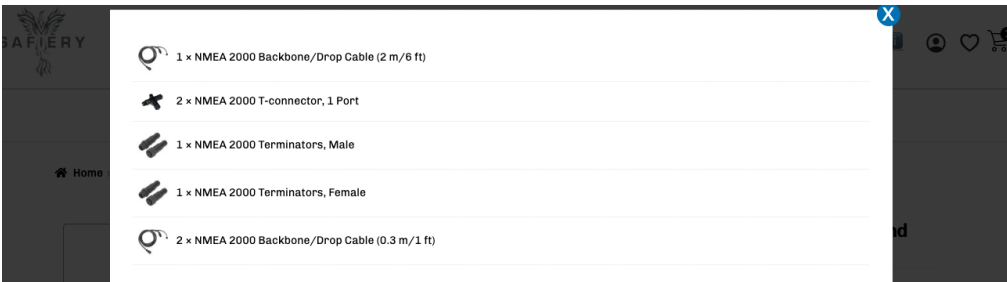 X
SAFIERY
1 × NMEA 2000 Backbone/Drop Cable (2 m/6 ft)
2 × NMEA 2000 T-connector, 1 Port
1 × NMEA 2000 Terminators, Male
Home
1 × NMEA 2000 Terminators, Female
2 × NMEA 2000 Backbone/Drop Cable (0.3 m/1 ft)
nd